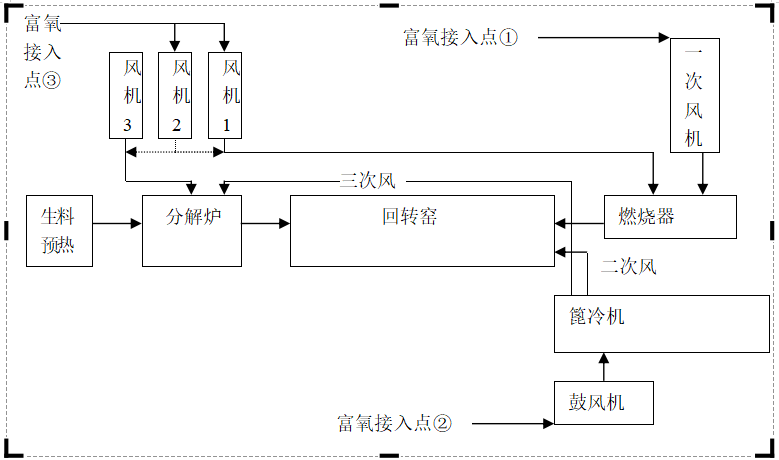 富氧
接入
点③
富氧接入点①
风
机
3
风
机
2
风
机
1
一
次
风
机
三次风
生料
预热
分解炉
回转窑
燃烧器
二次风
篦冷机
鼓风机
富氧接入点②